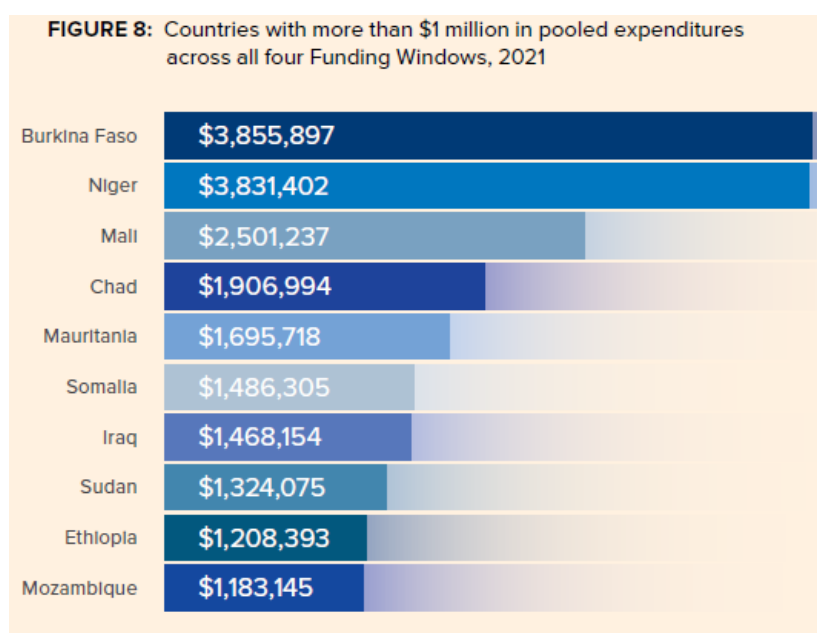 FIGURE 8: Countries with more than $1 million in pooled expenditures
across all four Funding Windows, 2021
Burkina Faso $3,855,897
Niger $3,831,402
Mali $2,501,237
Chad $1,906,994
Mauritania $1,695,718
Somalia $1,486,305
Iraq $1,468,154
Sudan $1,324,075
Ethiopia $1,208,393
Mozambique $1,183,145